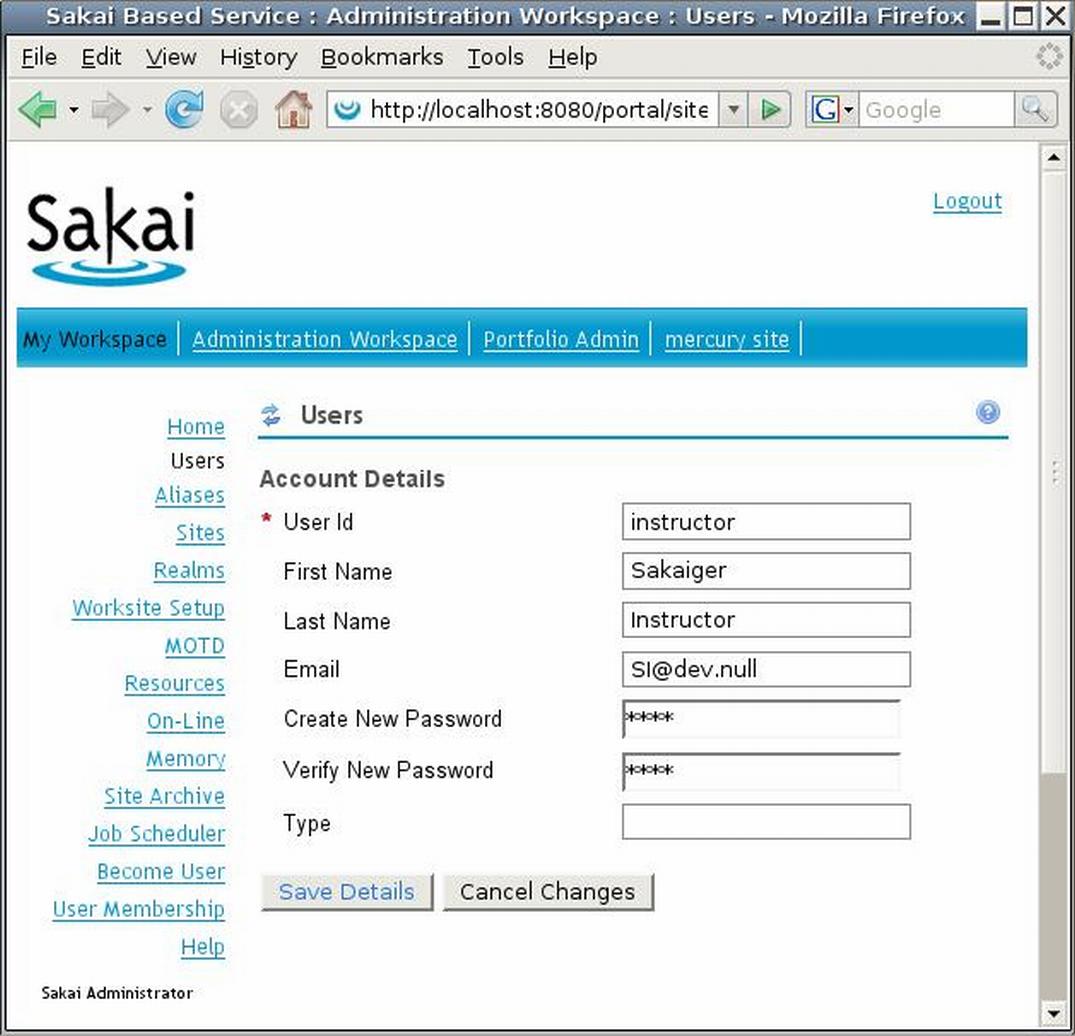 Sakai Based Service : Administration Workspace : Users - Mozilla Firefox
File Edit View History Bookmarks Tools Help
http://localhost:8080/portal/site G Google
Sakai
Logout
My Workspace Administration Workspace Portfolio Admin mercury site
Users
Home
Users
Aliases
Sites
Realms
Worksite Setup
MOTD
Resources
On-Line
Memory
Site Archive
Job Scheduler
Become User
User Membership
Help
Sakai Administrator
Account Details
* User Id instructor
First Name Sakaiger
Last Name Instructor
Email SI@dev.null
Create New Password ****
Verify New Password ****
Type
Save Details Cancel Changes